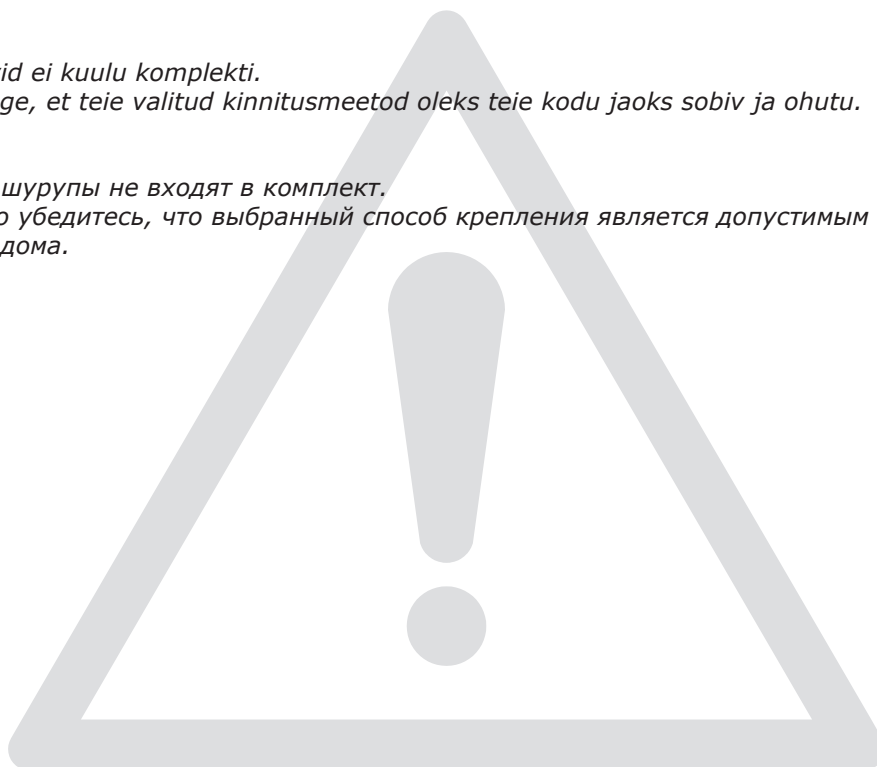 id ei kuulu komplekti.
ge, et teie valitud kinnitusmeetod oleks teie kodu jaoks sobiv ja ohutu.
шурупы не входят в комплект.
о убедитесь, что выбранный способ крепления является допустимым
дома.